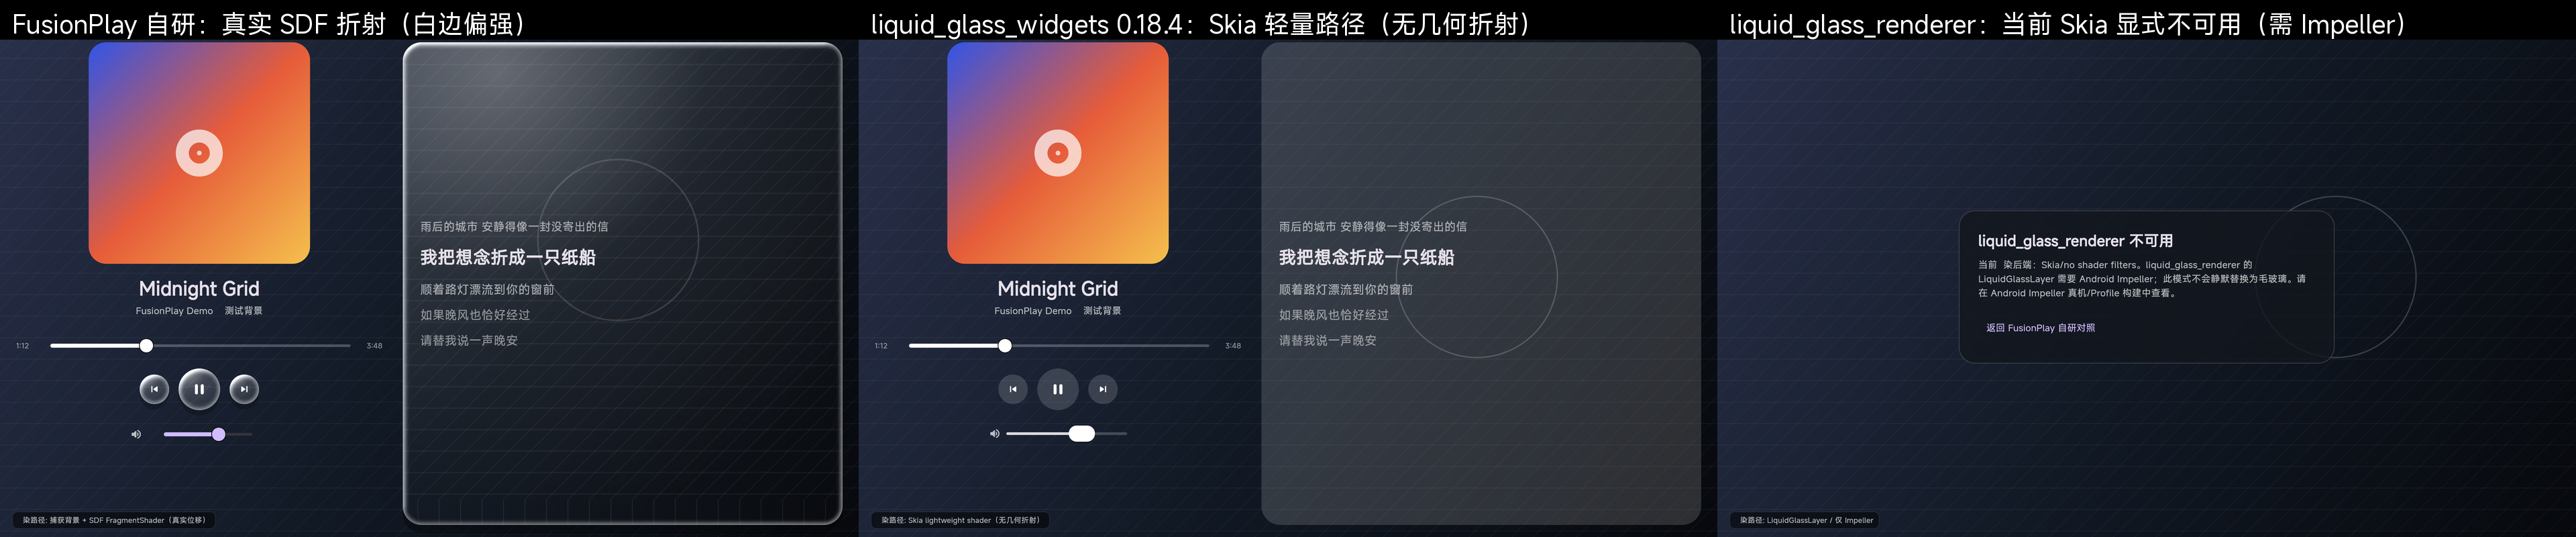 FusionPlay 自研：真实 SDF 折射（白边偏强）
雨后的城市 安静得像一封没寄出的信
我把想念折成一只纸船
Midnight Grid
顺着路灯漂流到你的窗前
FusionPlay Demo 测试背景
如果晚风也恰好经过
请替我说一声晚安
1:12
3:48
染路径: 捕获背景 + SDF FragmentShader（真实位移）
liquid_glass_widgets 0.18.4：Skia 轻量路径（无几何折射）
雨后的城市 安静得像一封没寄出的信
我把想念折成一只纸船
Midnight Grid
顺着路灯漂流到你的窗前
FusionPlay Demo 测试背景
如果晚风也恰好经过
请替我说一声晚安
1:12
3:48
染路径: Skia lightweight shader（无几何折射）
liquid_glass_renderer：当前 Skia 显式不可用（需 Impeller）
liquid_glass_renderer 不可用
当前 染后端：Skia/no shader filters。liquid_glass_renderer 的
LiquidGlassLayer 需要 Android Impeller；此模式不会静默替换为毛玻璃。请
在 Android Impeller 真机/Profile 构建中查看。
返回 FusionPlay 自研对照
染路径: LiquidGlassLayer / 仅 Impeller